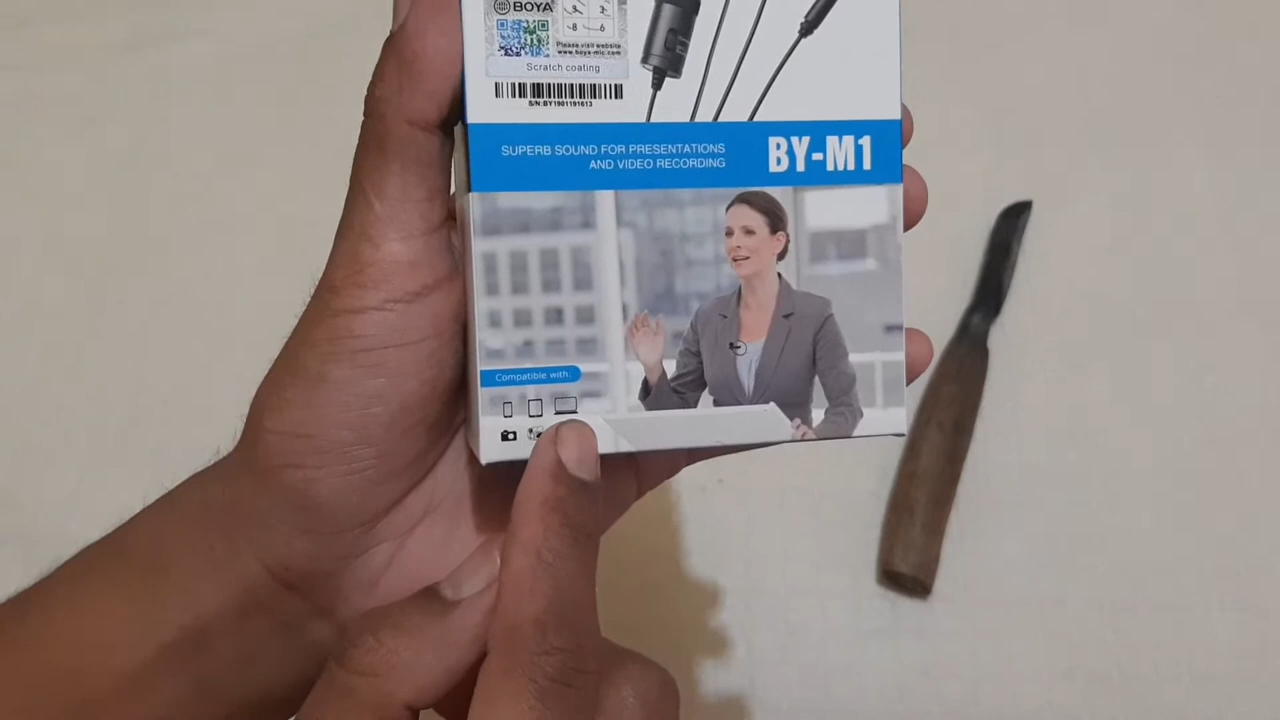 BOYA
Please visit website
www.boya-mic.com
Scratch coating
S/N:BY1901191613
SUPERB SOUND FOR PRESENTATIONS
AND VIDEO RECORDING
BY-M1
Compatible with: